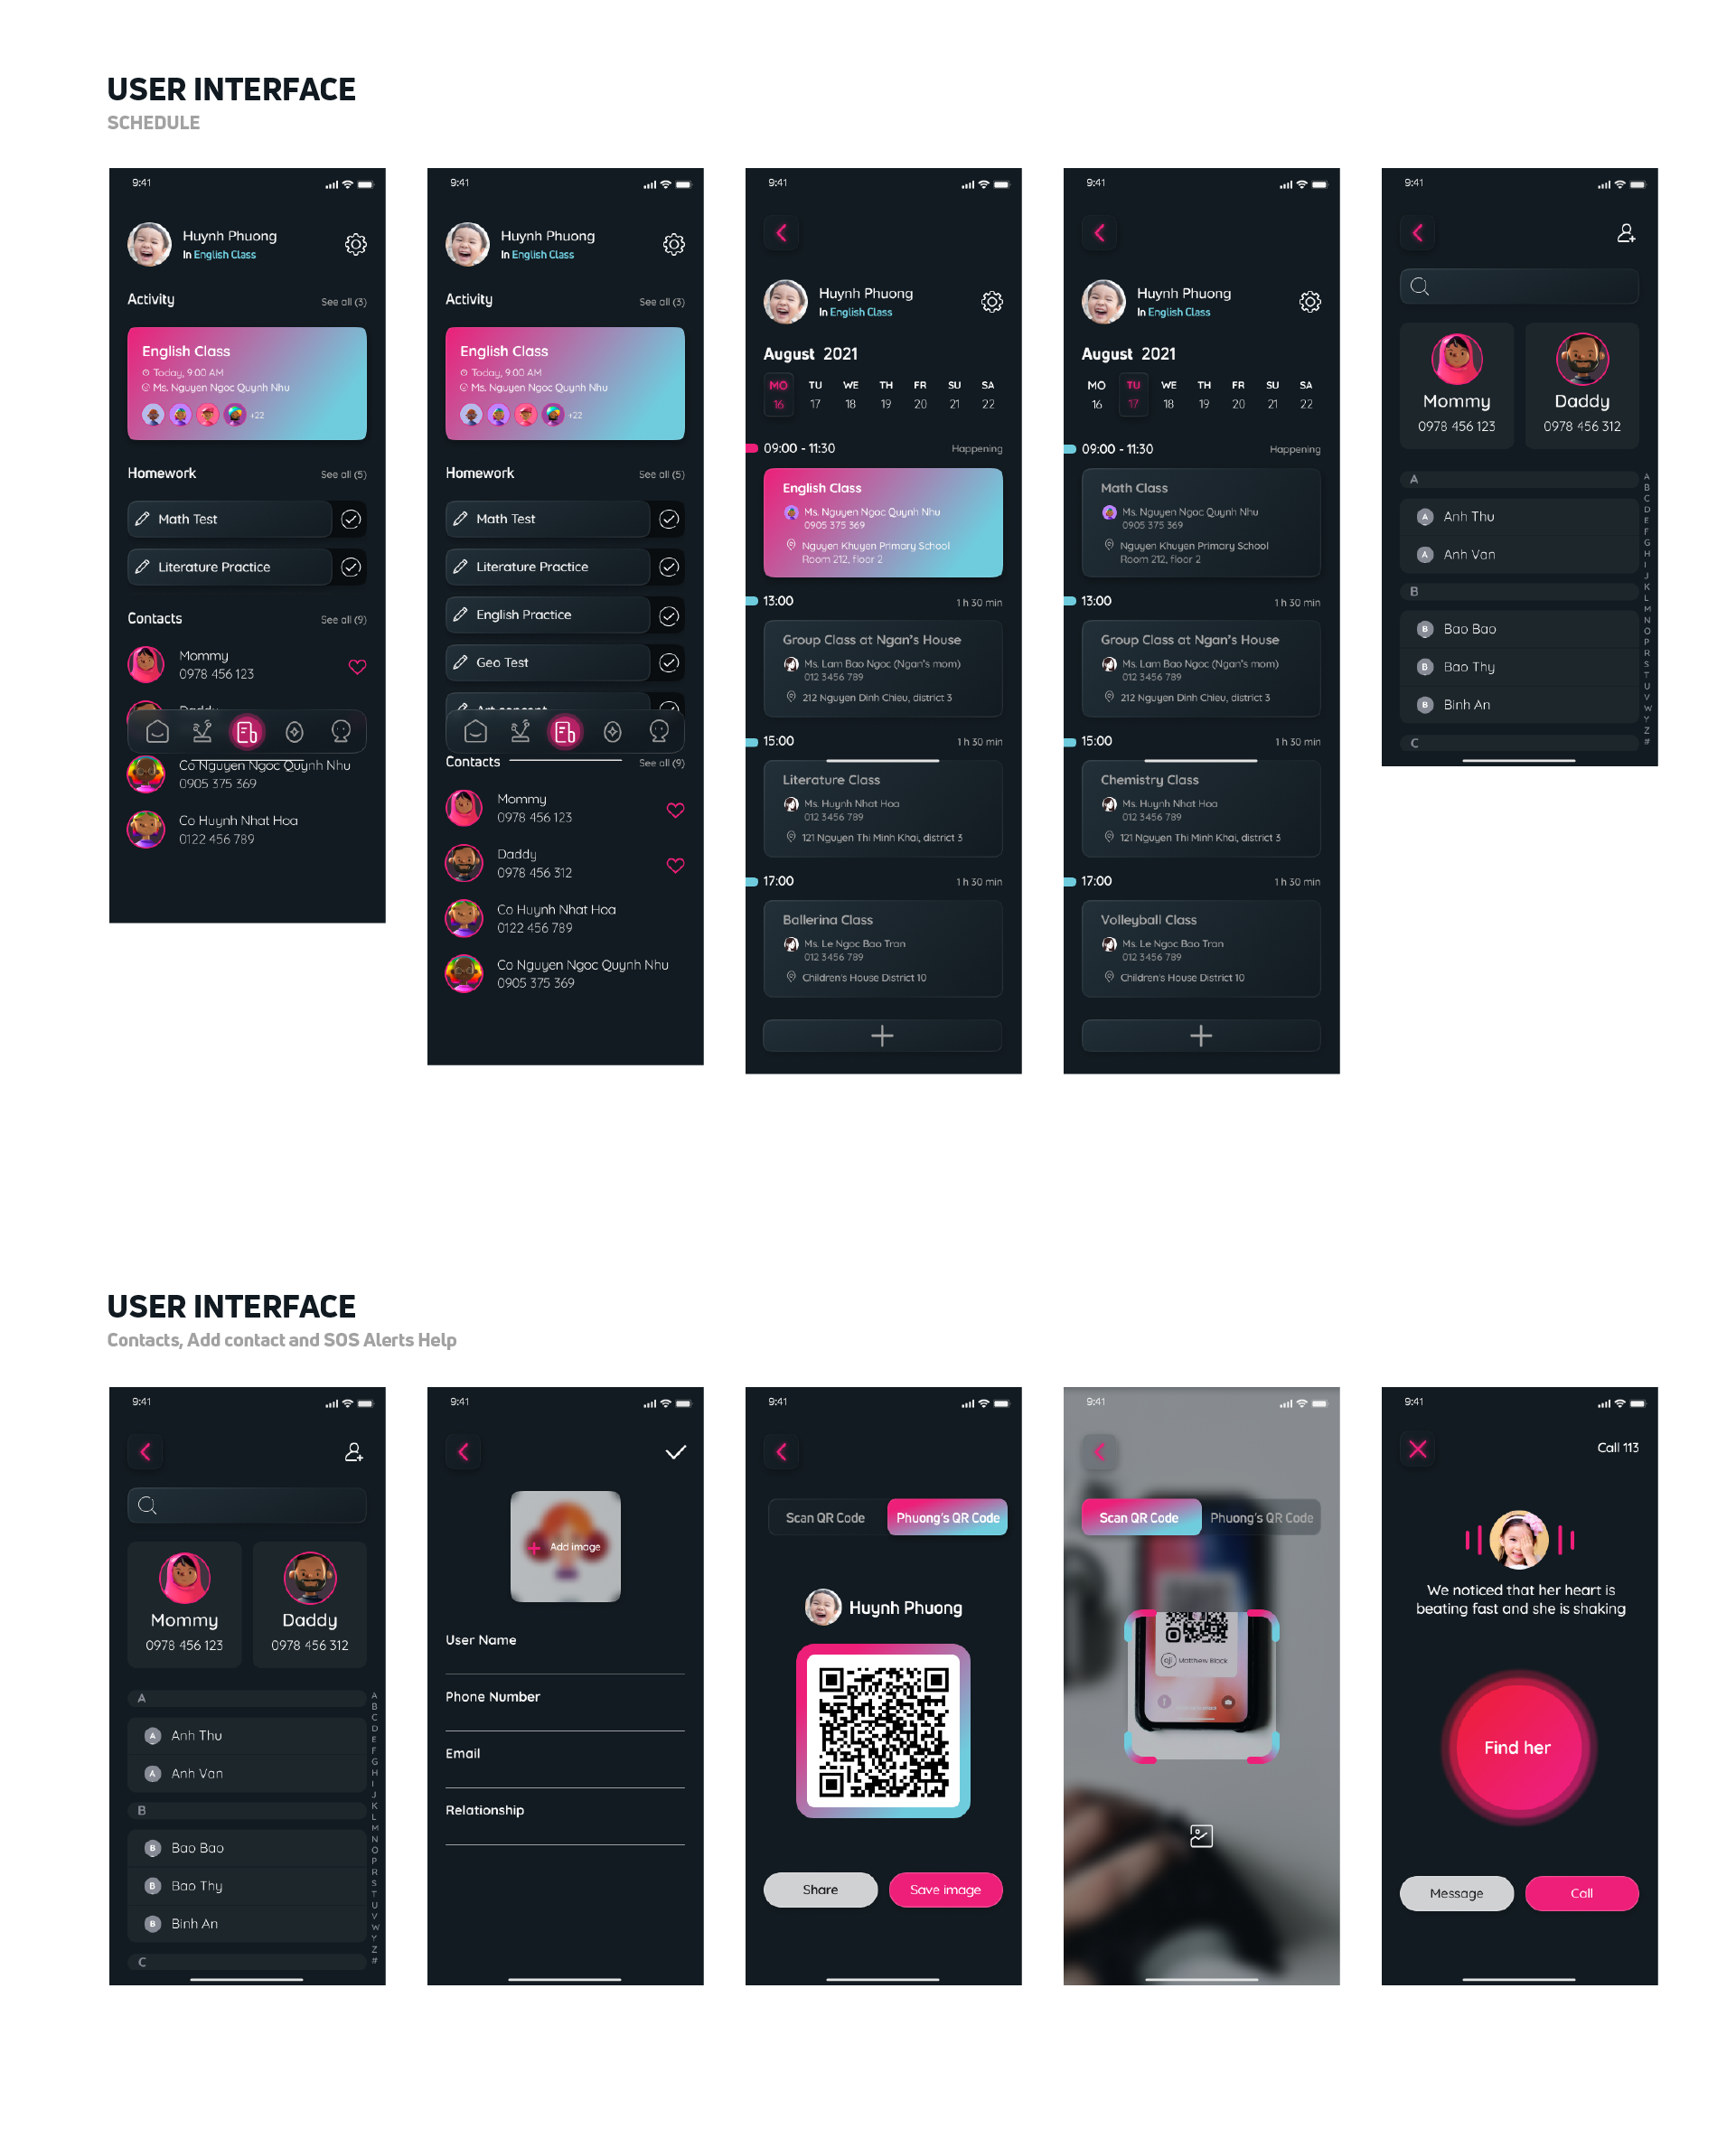 USER INTERFACE
SCHEDULE
9:41
Huynh Phuong
In English Class
Activity
See all (3)
English Class
Today, 9:00 AM
Ms. Nguyen Ngoc Quynh Nhu
+22
Homework
See all (5)
Math Test
Literature Practice
Contacts
See all (9)
Mommy
0978 456 123
Daddy
Co Nguyen Ngoc Quynh Nhu
0905 375 369
Co Huynh Nhat Hoa
0122 456 789
9:41
Huynh Phuong
In English Class
Activity
See all (3)
English Class
Today, 9:00 AM
Ms. Nguyen Ngoc Quynh Nhu
+22
Homework
See all (5)
Math Test
Literature Practice
English Practice
Geo Test
Art concept
Contacts
See all (9)
Mommy
0978 456 123
Daddy
0978 456 312
Co Huynh Nhat Hoa
0122 456 789
Co Nguyen Ngoc Quynh Nhu
0905 375 369
9:41
Huynh Phuong
In English Class
August 2021
MO TU WE TH FR SU SA
16 17 18 19 20 21 22
09:00 - 11:30
Happening
English Class
Ms. Nguyen Ngoc Quynh Nhu
0905 375 369
Nguyen Khuyen Primary School
Room 212, floor 2
13:00
1 h 30 min
Group Class at Ngan's House
Ms. Lam Bao Ngoc (Ngan's mom)
012 3456 789
212 Nguyen Dinh Chieu, district 3
15:00
1 h 30 min
Literature Class
Ms. Huynh Nhat Hoa
012 3456 789
121 Nguyen Thi Minh Khai, district 3
17:00
1 h 30 min
Ballerina Class
Ms. Le Ngoc Bao Tran
012 3456 789
Children's House District 10
9:41
Huynh Phuong
In English Class
August 2021
MO TU WE TH FR SU SA
16 17 18 19 20 21 22
09:00 - 11:30
Happening
Math Class
Ms. Nguyen Ngoc Quynh Nhu
0905 375 369
Nguyen Khuyen Primary School
Room 212, floor 2
13:00
1 h 30 min
Group Class at Ngan's House
Ms. Lam Bao Ngoc (Ngan's mom)
012 3456 789
212 Nguyen Dinh Chieu, district 3
15:00
1 h 30 min
Chemistry Class
Ms. Huynh Nhat Hoa
012 3456 789
121 Nguyen Thi Minh Khai, district 3
17:00
1 h 30 min
Volleyball Class
Ms. Le Ngoc Bao Tran
012 3456 789
Children's House District 10
9:41
Mommy
0978 456 123
Daddy
0978 456 312
A
A Anh Thu
A Anh Van
B
B Bao Bao
B Bao Thy
B Binh An
C
A
B
C
D
E
F
G
H
I
J
K
L
M
N
O
P
R
S
T
U
V
W
Y
Z
#
USER INTERFACE
Contacts, Add contact and SOS Alerts Help
9:41
Mommy
0978 456 123
Daddy
0978 456 312
A
A Anh Thu
A Anh Van
B
B Bao Bao
B Bao Thy
B Binh An
C
A
B
C
D
E
F
G
H
I
J
K
L
M
N
O
P
R
S
T
U
V
W
Y
Z
#
9:41
Add image
User Name
Phone Number
Email
Relationship
9:41
Scan QR Code
Phuong's QR Code
Huynh Phuong
Share
Save image
9:41
Scan QR Code
Phuong's QR Code
Matthew Block
9:41
Call 113
We noticed that her heart is
beating fast and she is shaking
Find her
Message
Call